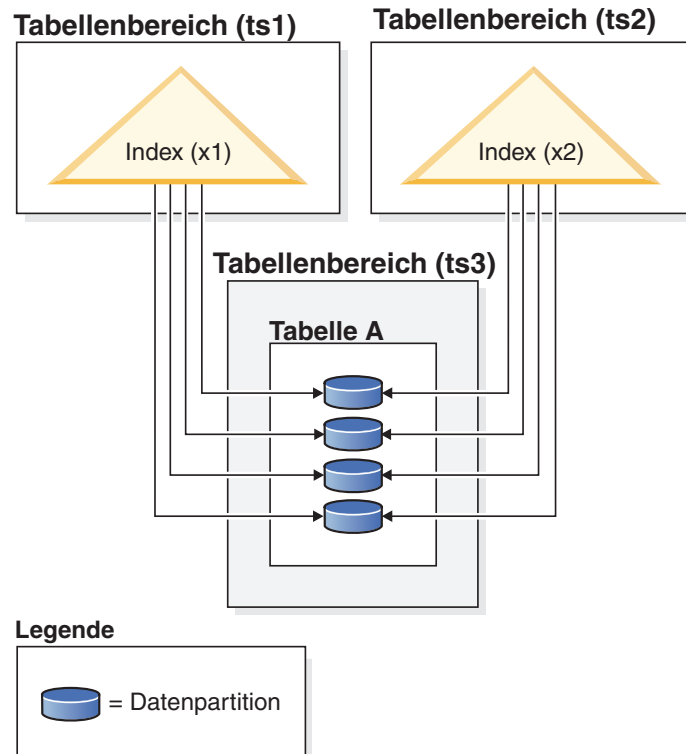 Tabellenbereich (ts1)
Tabellenbereich (ts2)
Index (x1)
Index (x2)
Tabellenbereich (ts3)
Tabelle A
Legende
= Datenpartition